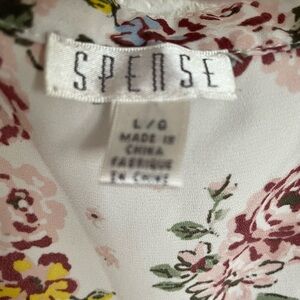 SPENSE
L/G
MADE IN
CHINA
FABRIQUE
EN CHINE